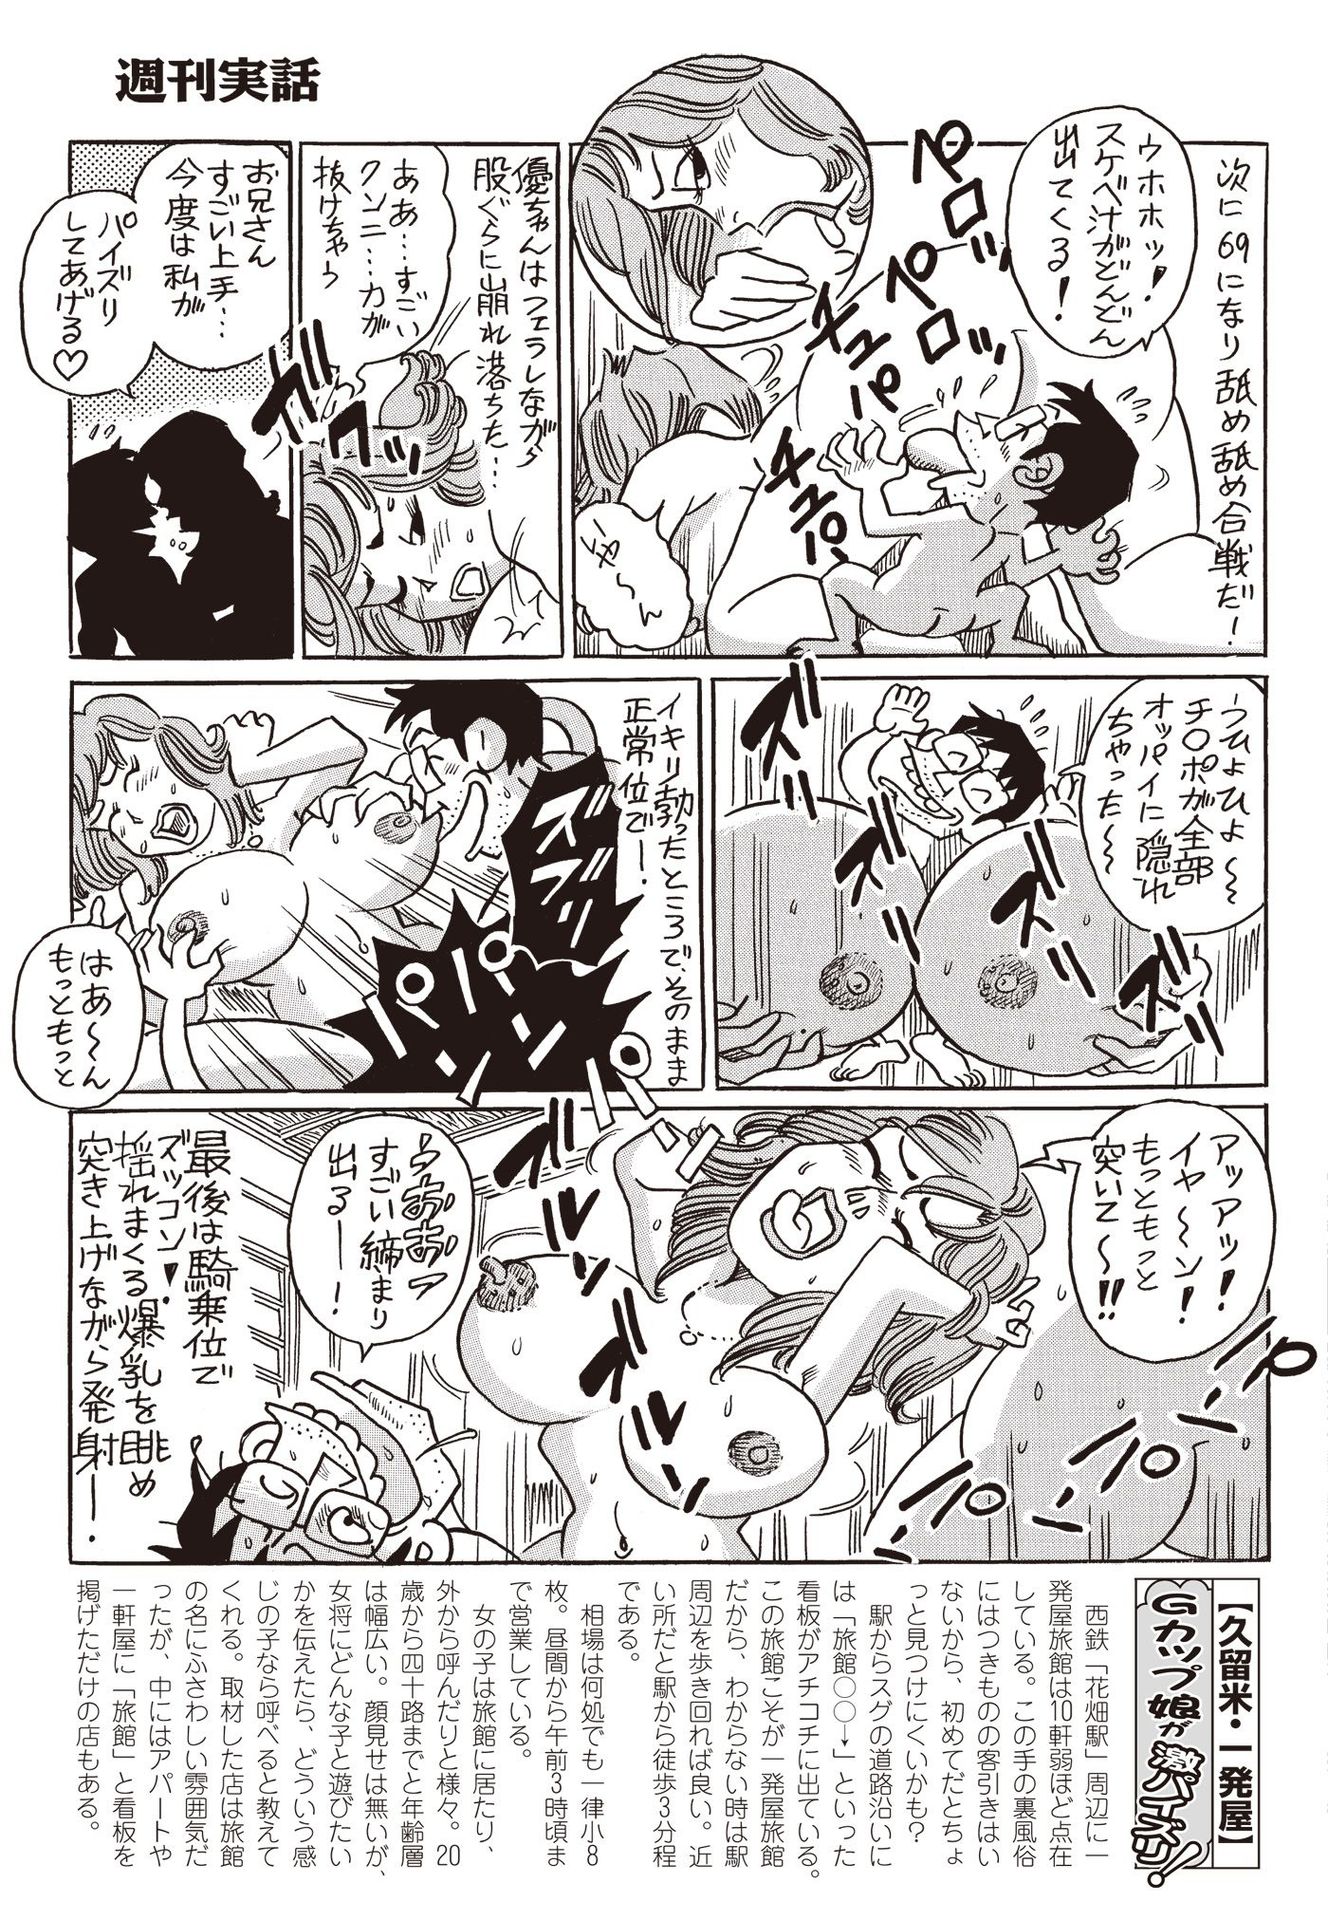 週刊実話
次に69になり舐め舐め合戦だ！
ウホホッ！
スケベ汁がどんどん
出てくる！
ペロペロッ
チュパ
チュパッ
優ちゃんはフェラしながら
股ぐらに崩れ落ちた…
ああ…すごい
クンニ…力が
抜けちゃう
ガクッ
お兄さん
すごい上手…
今度は私が
パイズリ
してあげる♡
うひょひょ〜
チ○ポが全部
オッパイに隠れ
ちゃった〜〜
ズリッ
ズリッ
ズリッ
ズリッ
イキリ勃ったところで、そのまま
正常位でー！
パンパンッ
はあ〜〜ん
もっともっと
アッアアッ！
イヤ〜ン！
もっともっと
突いて〜!!
うおおおっ
すごい締まり
出るー！
最後は騎乗位で
ズッコン！
揺れまくる爆乳を眺め
突き上げながら発射ー！
パンッ
パンッ
パンッ
【久留米・一発屋】
Gカップ娘が激パイズリ！
　西鉄「花畑駅」周辺に一
発屋旅館は10軒弱ほど点在
している。この手の裏風俗
にはつきものの客引きはい
ないから、初めてだとちょ
っと見つけにくいかも？
　駅からスグの道路沿いに
は「旅館○○→」といった
看板がアチコチに出ている。
この旅館こそが一発屋旅館
だから、わからない時は駅
周辺を歩き回れば良い。近
い所だと駅から徒歩3分程
である。
　相場は何処でも一律小8
枚。昼間から午前3時頃ま
で営業している。
　女の子は旅館に居たり、
外から呼んだりと様々。20
歳から四十路までと年齢層
は幅広い。顔見せは無いが、
女将にどんな子と遊びたい
かを伝えたら、どういう感
じの子なら呼べると教えて
くれる。取材した店は旅館
の名にふさわしい雰囲気だ
ったが、中にはアパートや
一軒屋に「旅館」と看板を
掲げただけの店もある。